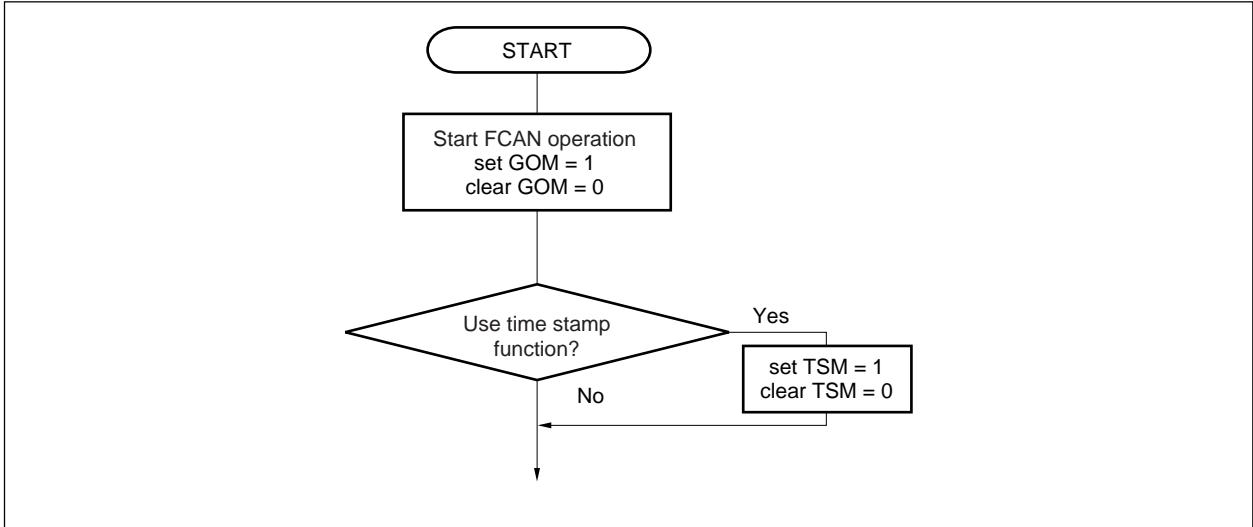 START
Start FCAN operation
set GOM = 1
clear GOM = 0
Use time stamp
function?
Yes
set TSM = 1
clear TSM = 0
No